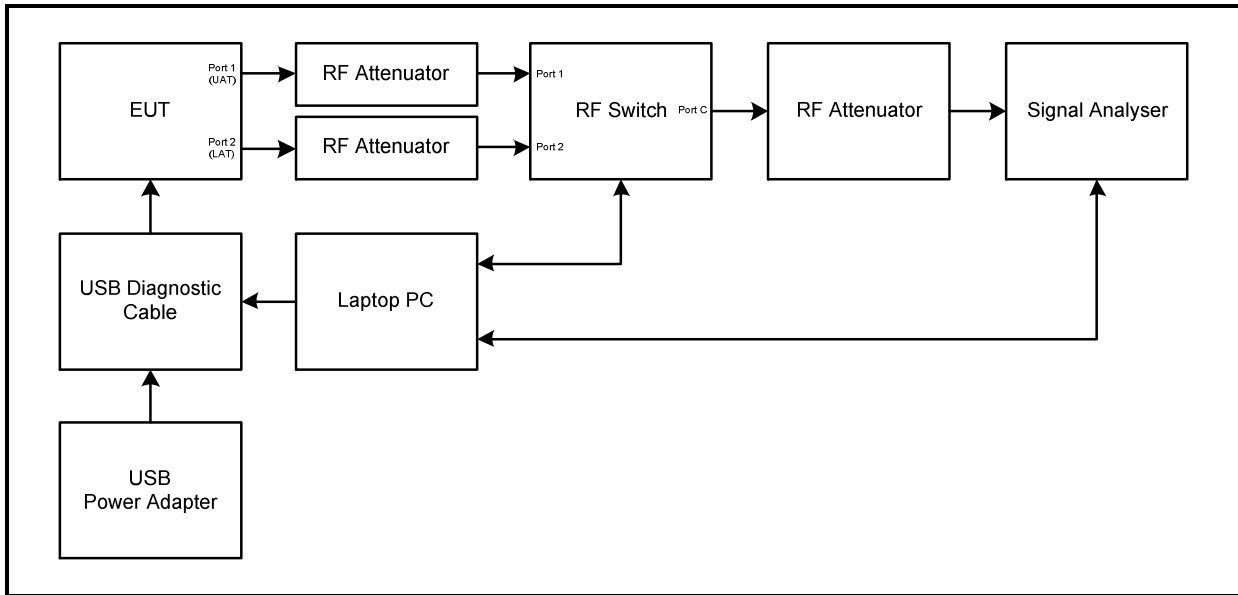 EUT
Port 1
(UAT)
Port 2
(LAT)
RF Attenuator
RF Attenuator
Port 1
Port 2
RF Switch
Port C
RF Attenuator
Signal Analyser
USB Diagnostic
Cable
Laptop PC
USB
Power Adapter